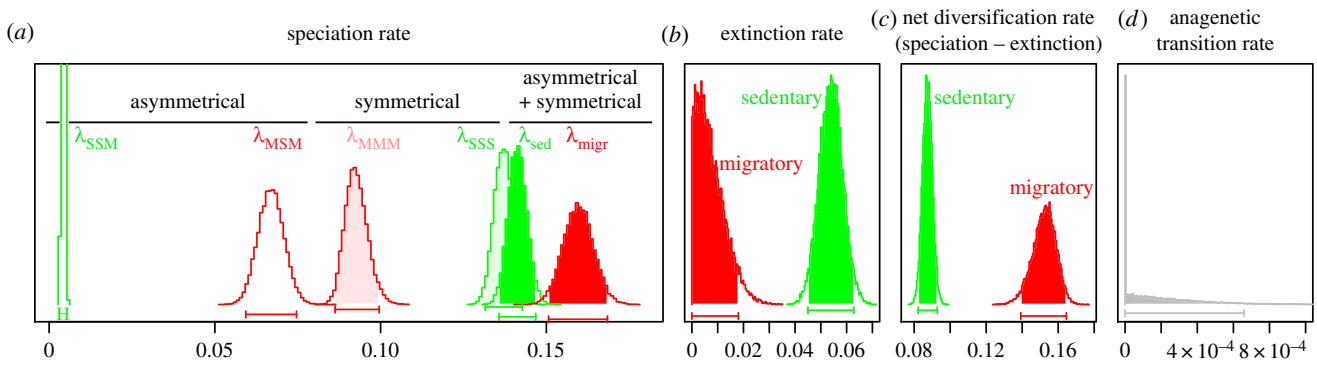 (a)
speciation rate
asymmetrical
symmetrical
asymmetrical
+ symmetrical
λSSM
λMSM
λMMM
λSSS
λsed
λmigr
0
0.05
0.10
0.15
(b)
extinction rate
migratory
sedentary
0
0.02
0.04
0.06
(c)
net diversification rate
(speciation – extinction)
sedentary
migratory
0.08
0.12
0.16
(d)
anagenetic
transition rate
0
4 × 10–4
8 × 10–4